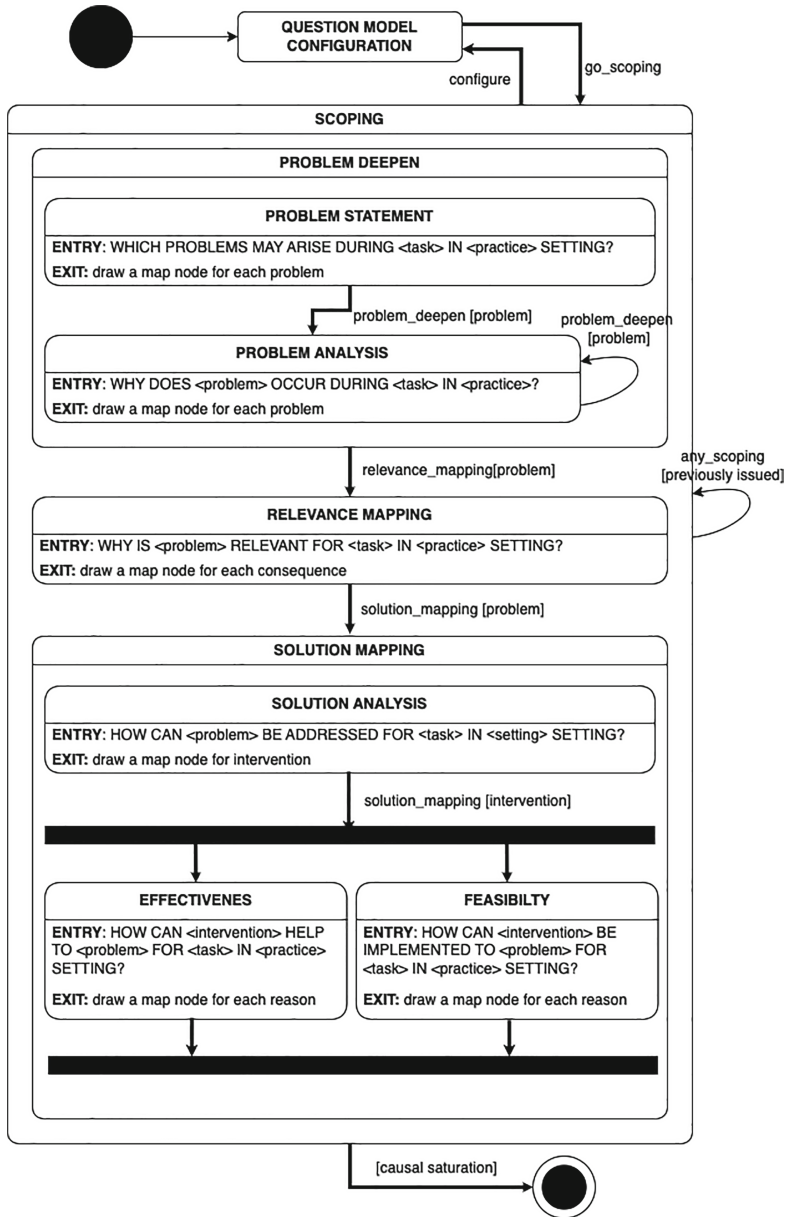 QUESTION MODEL
CONFIGURATION
configure
go_scoping
SCOPING
PROBLEM DEEPEN
PROBLEM STATEMENT
ENTRY: WHICH PROBLEMS MAY ARISE DURING <task> IN <practice> SETTING?
EXIT: draw a map node for each problem
problem_deepen [problem]
problem_deepen
[problem]
PROBLEM ANALYSIS
ENTRY: WHY DOES <problem> OCCUR DURING <task> IN <practice>?
EXIT: draw a map node for each problem
relevance_mapping[problem]
any_scoping
[previously issued]
RELEVANCE MAPPING
ENTRY: WHY IS <problem> RELEVANT FOR <task> IN <practice> SETTING?
EXIT: draw a map node for each consequence
solution_mapping [problem]
SOLUTION MAPPING
SOLUTION ANALYSIS
ENTRY: HOW CAN <problem> BE ADDRESSED FOR <task> IN <setting> SETTING?
EXIT: draw a map node for intervention
solution_mapping [intervention]
EFFECTIVENES
ENTRY: HOW CAN <intervention> HELP
TO <problem> FOR <task> IN <practice>
SETTING?
EXIT: draw a map node for each reason
FEASIBILTY
ENTRY: HOW CAN <intervention> BE
IMPLEMENTED TO <problem> FOR
<task> IN <practice> SETTING?
EXIT: draw a map node for each reason
[causal saturation]